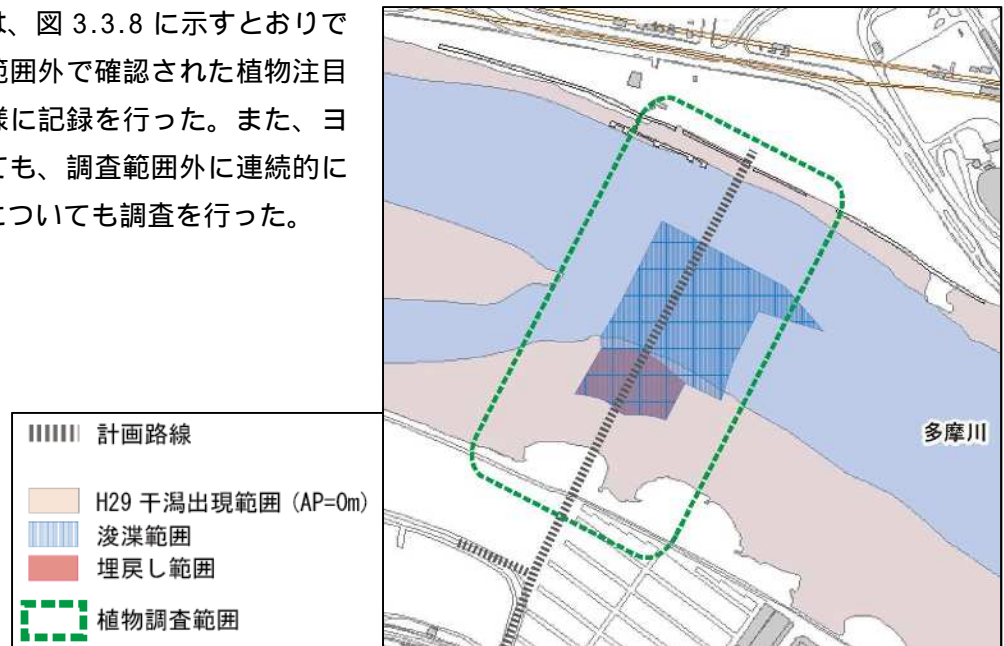 は、図 3.3.8 に示すとおりで
範囲外で確認された植物注目
様に記録を行った。また、ヨ
ても、調査範囲外に連続的に
についても調査を行った。
多摩川
計画路線
H29 干潟出現範囲 (AP=0m)
浚渫範囲
埋戻し範囲
植物調査範囲